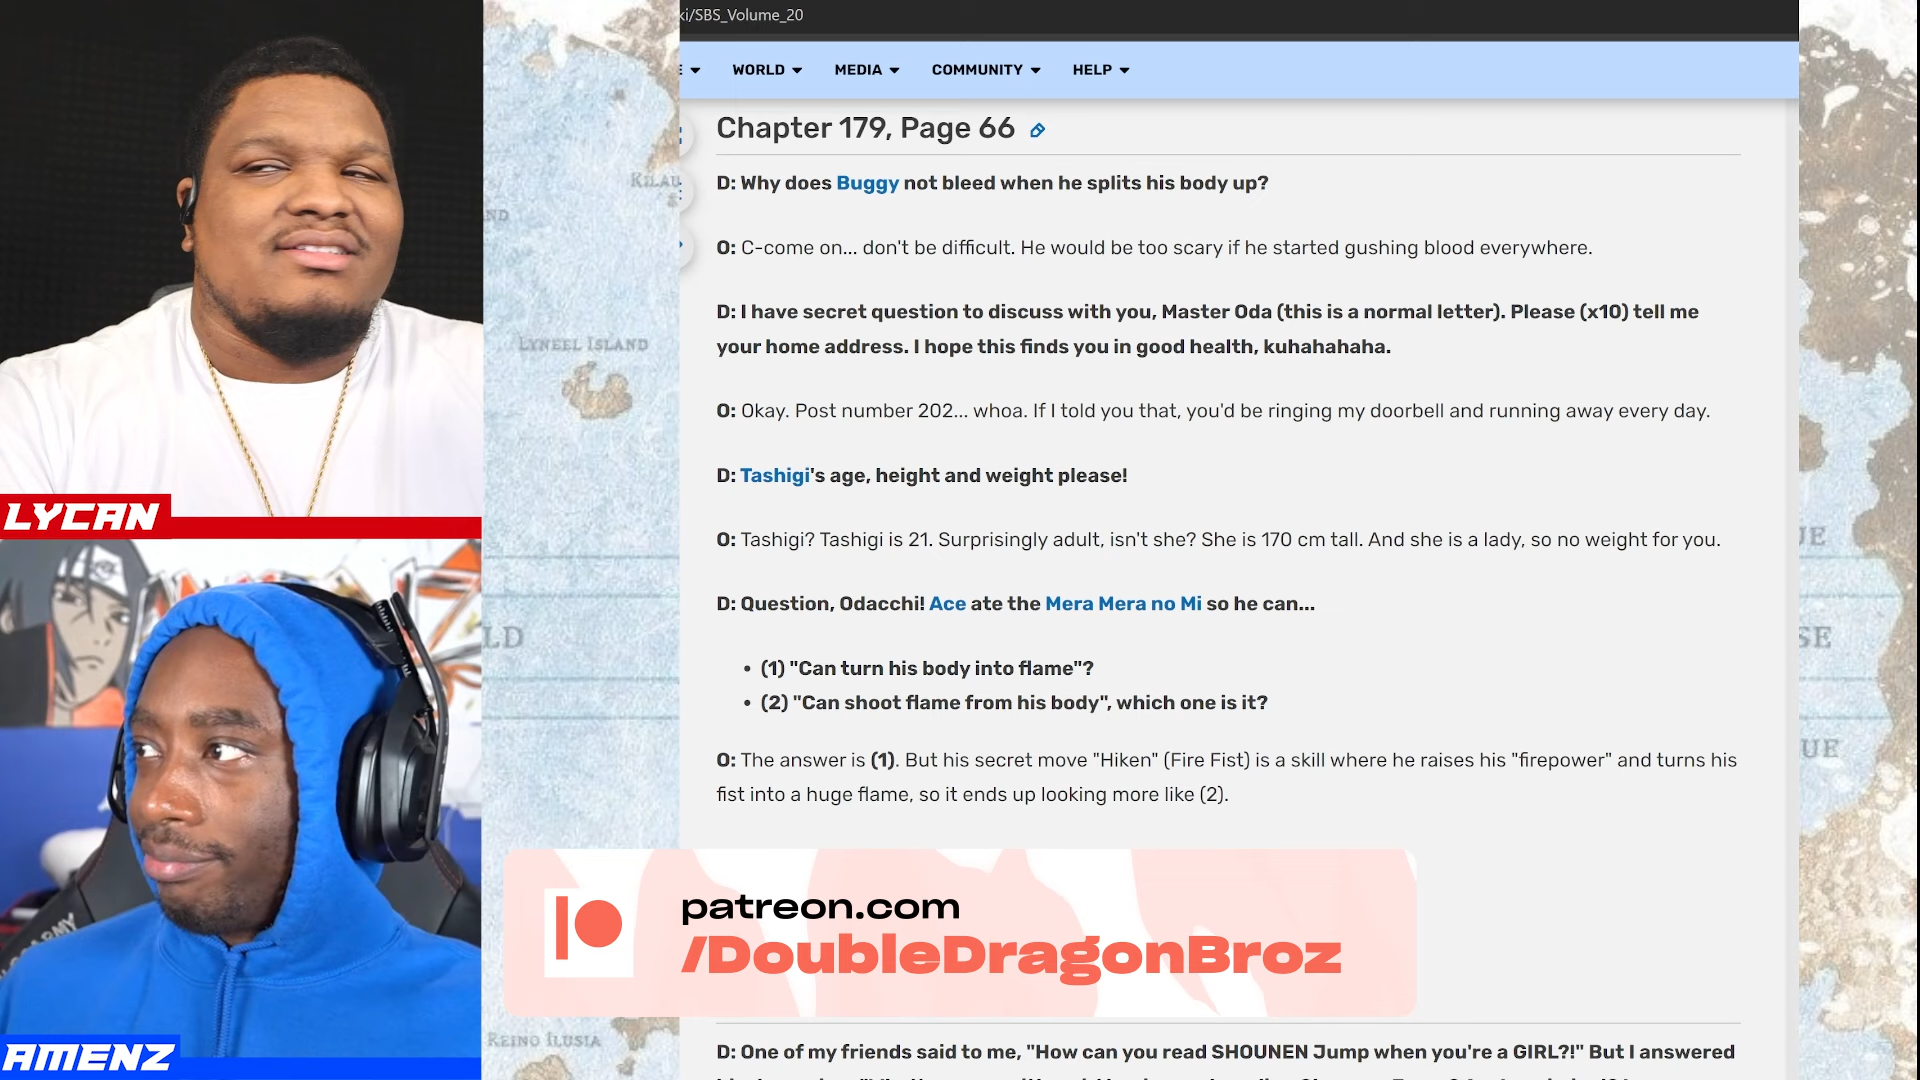 ki/SBS_Volume_20
WORLD
MEDIA
COMMUNITY
HELP
Chapter 179, Page 66
D: Why does Buggy not bleed when he splits his body up?
O: C-come on... don't be difficult. He would be too scary if he started gushing blood everywhere.
D: I have secret question to discuss with you, Master Oda (this is a normal letter). Please (x10) tell me
your home address. I hope this finds you in good health, kuhahahaha.
O: Okay. Post number 202... whoa. If I told you that, you'd be ringing my doorbell and running away every day.
D: Tashigi's age, height and weight please!
O: Tashigi? Tashigi is 21. Surprisingly adult, isn't she? She is 170 cm tall. And she is a lady, so no weight for you.
D: Question, Odacchi! Ace ate the Mera Mera no Mi so he can...
• (1) "Can turn his body into flame"?
• (2) "Can shoot flame from his body", which one is it?
O: The answer is (1). But his secret move "Hiken" (Fire Fist) is a skill where he raises his "firepower" and turns his
fist into a huge flame, so it ends up looking more like (2).
D: One of my friends said to me, "How can you read SHOUNEN Jump when you're a GIRL?!" But I answered
patreon.com
/DoubleDragonBroz
LYCAN
AMENZ
KILAU
ND
LYNEEL ISLAND
LD
REINO ILUSIA
UE
SE
UE